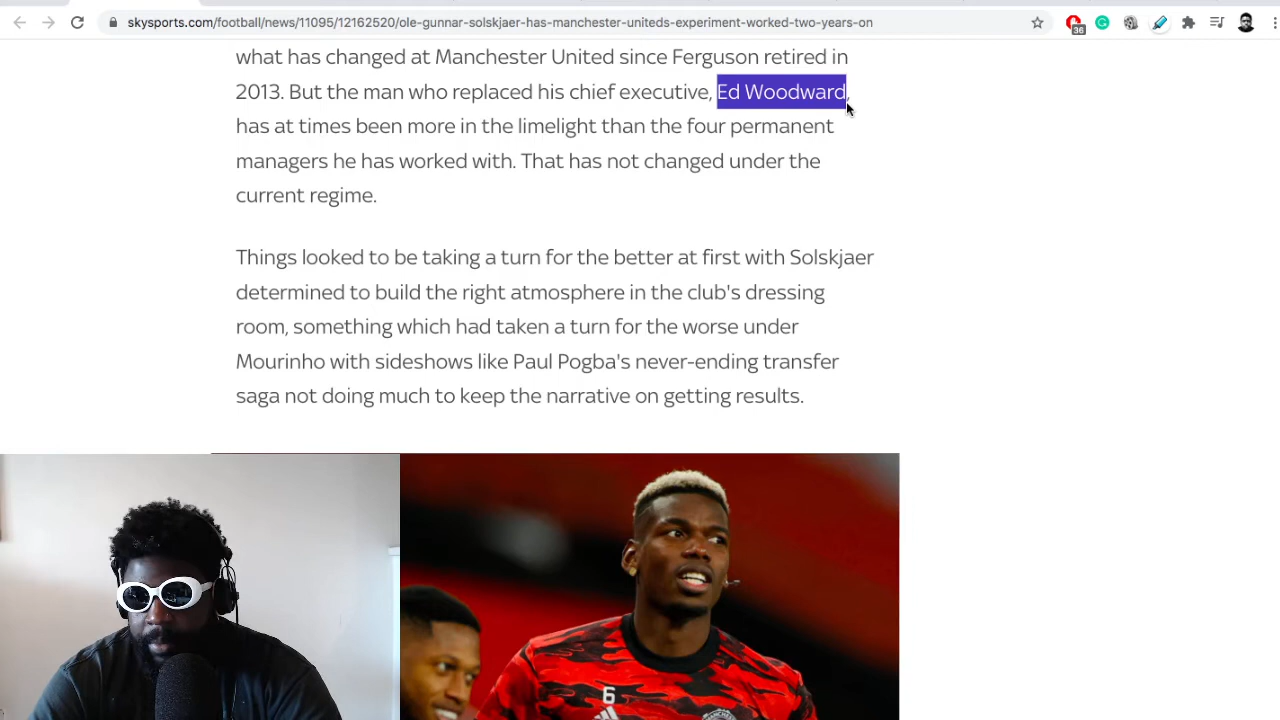 skysports.com/football/news/11095/12162520/ole-gunnar-solskjaer-has-manchester-uniteds-experiment-worked-two-years-on
36
what has changed at Manchester United since Ferguson retired in
2013. But the man who replaced his chief executive, Ed Woodward,
has at times been more in the limelight than the four permanent
managers he has worked with. That has not changed under the
current regime.
Things looked to be taking a turn for the better at first with Solskjaer
determined to build the right atmosphere in the club's dressing
room, something which had taken a turn for the worse under
Mourinho with sideshows like Paul Pogba's never-ending transfer
saga not doing much to keep the narrative on getting results.
6